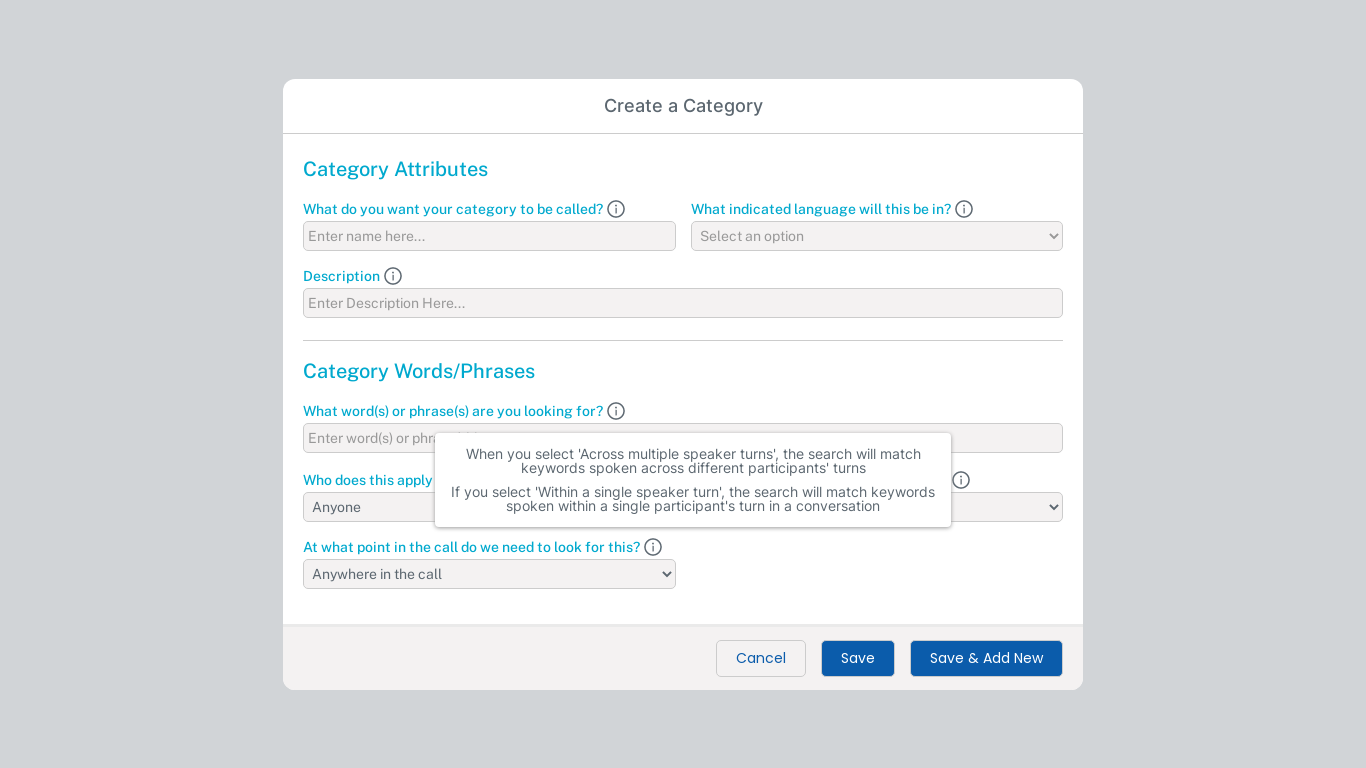 Create a Category
Category Attributes
What do you want your category to be called?
What indicated language will this be in?
Enter name here...
Select an option
Description
Enter Description Here...
Category Words/Phrases
What word(s) or phrase(s) are you looking for?
Enter word(s) or
When you select 'Across multiple speaker turns', the search will match
keywords spoken across different participants' turns
Who does this apply
If you select 'Within a single speaker turn', the search will match keywords
spoken within a single participant's turn in a conversation
Anyone
At what point in the call do we need to look for this?
Anywhere in the call
Cancel
Save
Save & Add New